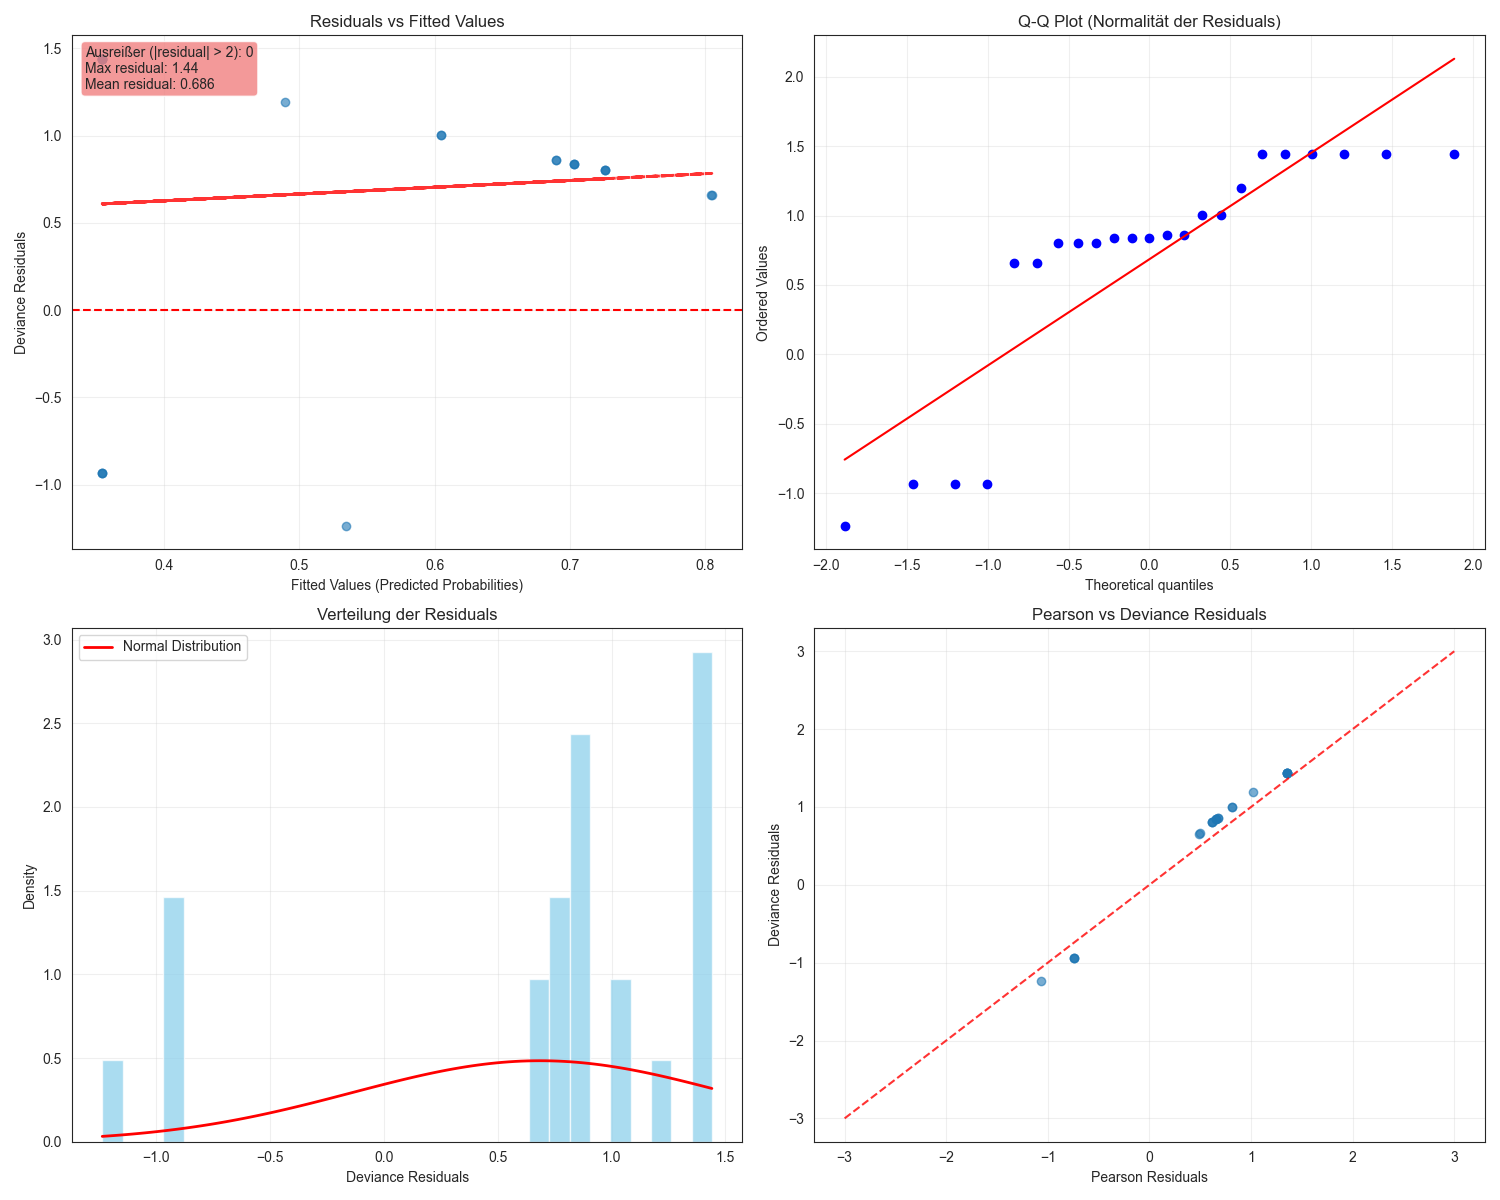 Residuals vs Fitted Values
Ausreißer (|residual| > 2): 0
Max residual: 1.44
Mean residual: 0.686
1.5
1.0
0.5
0.0
−0.5
−1.0
Deviance Residuals
0.4 0.5 0.6 0.7 0.8
Fitted Values (Predicted Probabilities)
Q-Q Plot (Normalität der Residuals)
2.0
1.5
1.0
0.5
0.0
−0.5
−1.0
Ordered Values
−2.0 −1.5 −1.0 −0.5 0.0 0.5 1.0 1.5 2.0
Theoretical quantiles
Verteilung der Residuals
Normal Distribution
3.0
2.5
2.0
1.5
1.0
0.5
0.0
Density
−1.0 −0.5 0.0 0.5 1.0 1.5
Deviance Residuals
Pearson vs Deviance Residuals
3
2
1
0
−1
−2
−3
Deviance Residuals
−3 −2 −1 0 1 2 3
Pearson Residuals